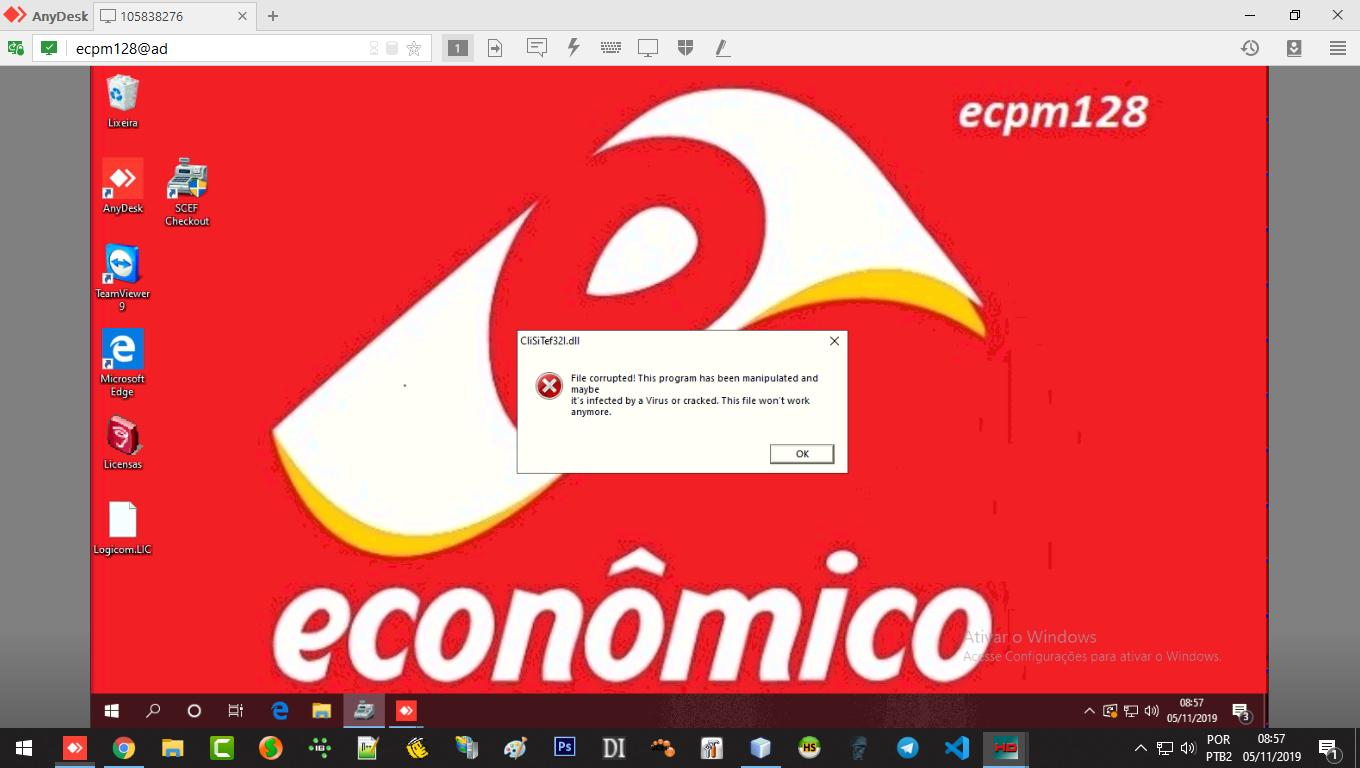 AnyDesk
105838276
ecpm128@ad
1
Lixeira
ecpm128
AnyDesk
SCEF
Checkout
TeamViewer
9
Microsoft
Edge
Licensas
Logicom.LIC
CliSiTef32I.dll
File corrupted! This program has been manipulated and
maybe
it's infected by a Virus or cracked. This file won't work
anymore.
OK
econômico
Ativar o Windows
Acesse Configurações para ativar o Windows.
08:57
05/11/2019
3
Ps
DI
HS
HD
POR
PTB2
08:57
05/11/2019
1